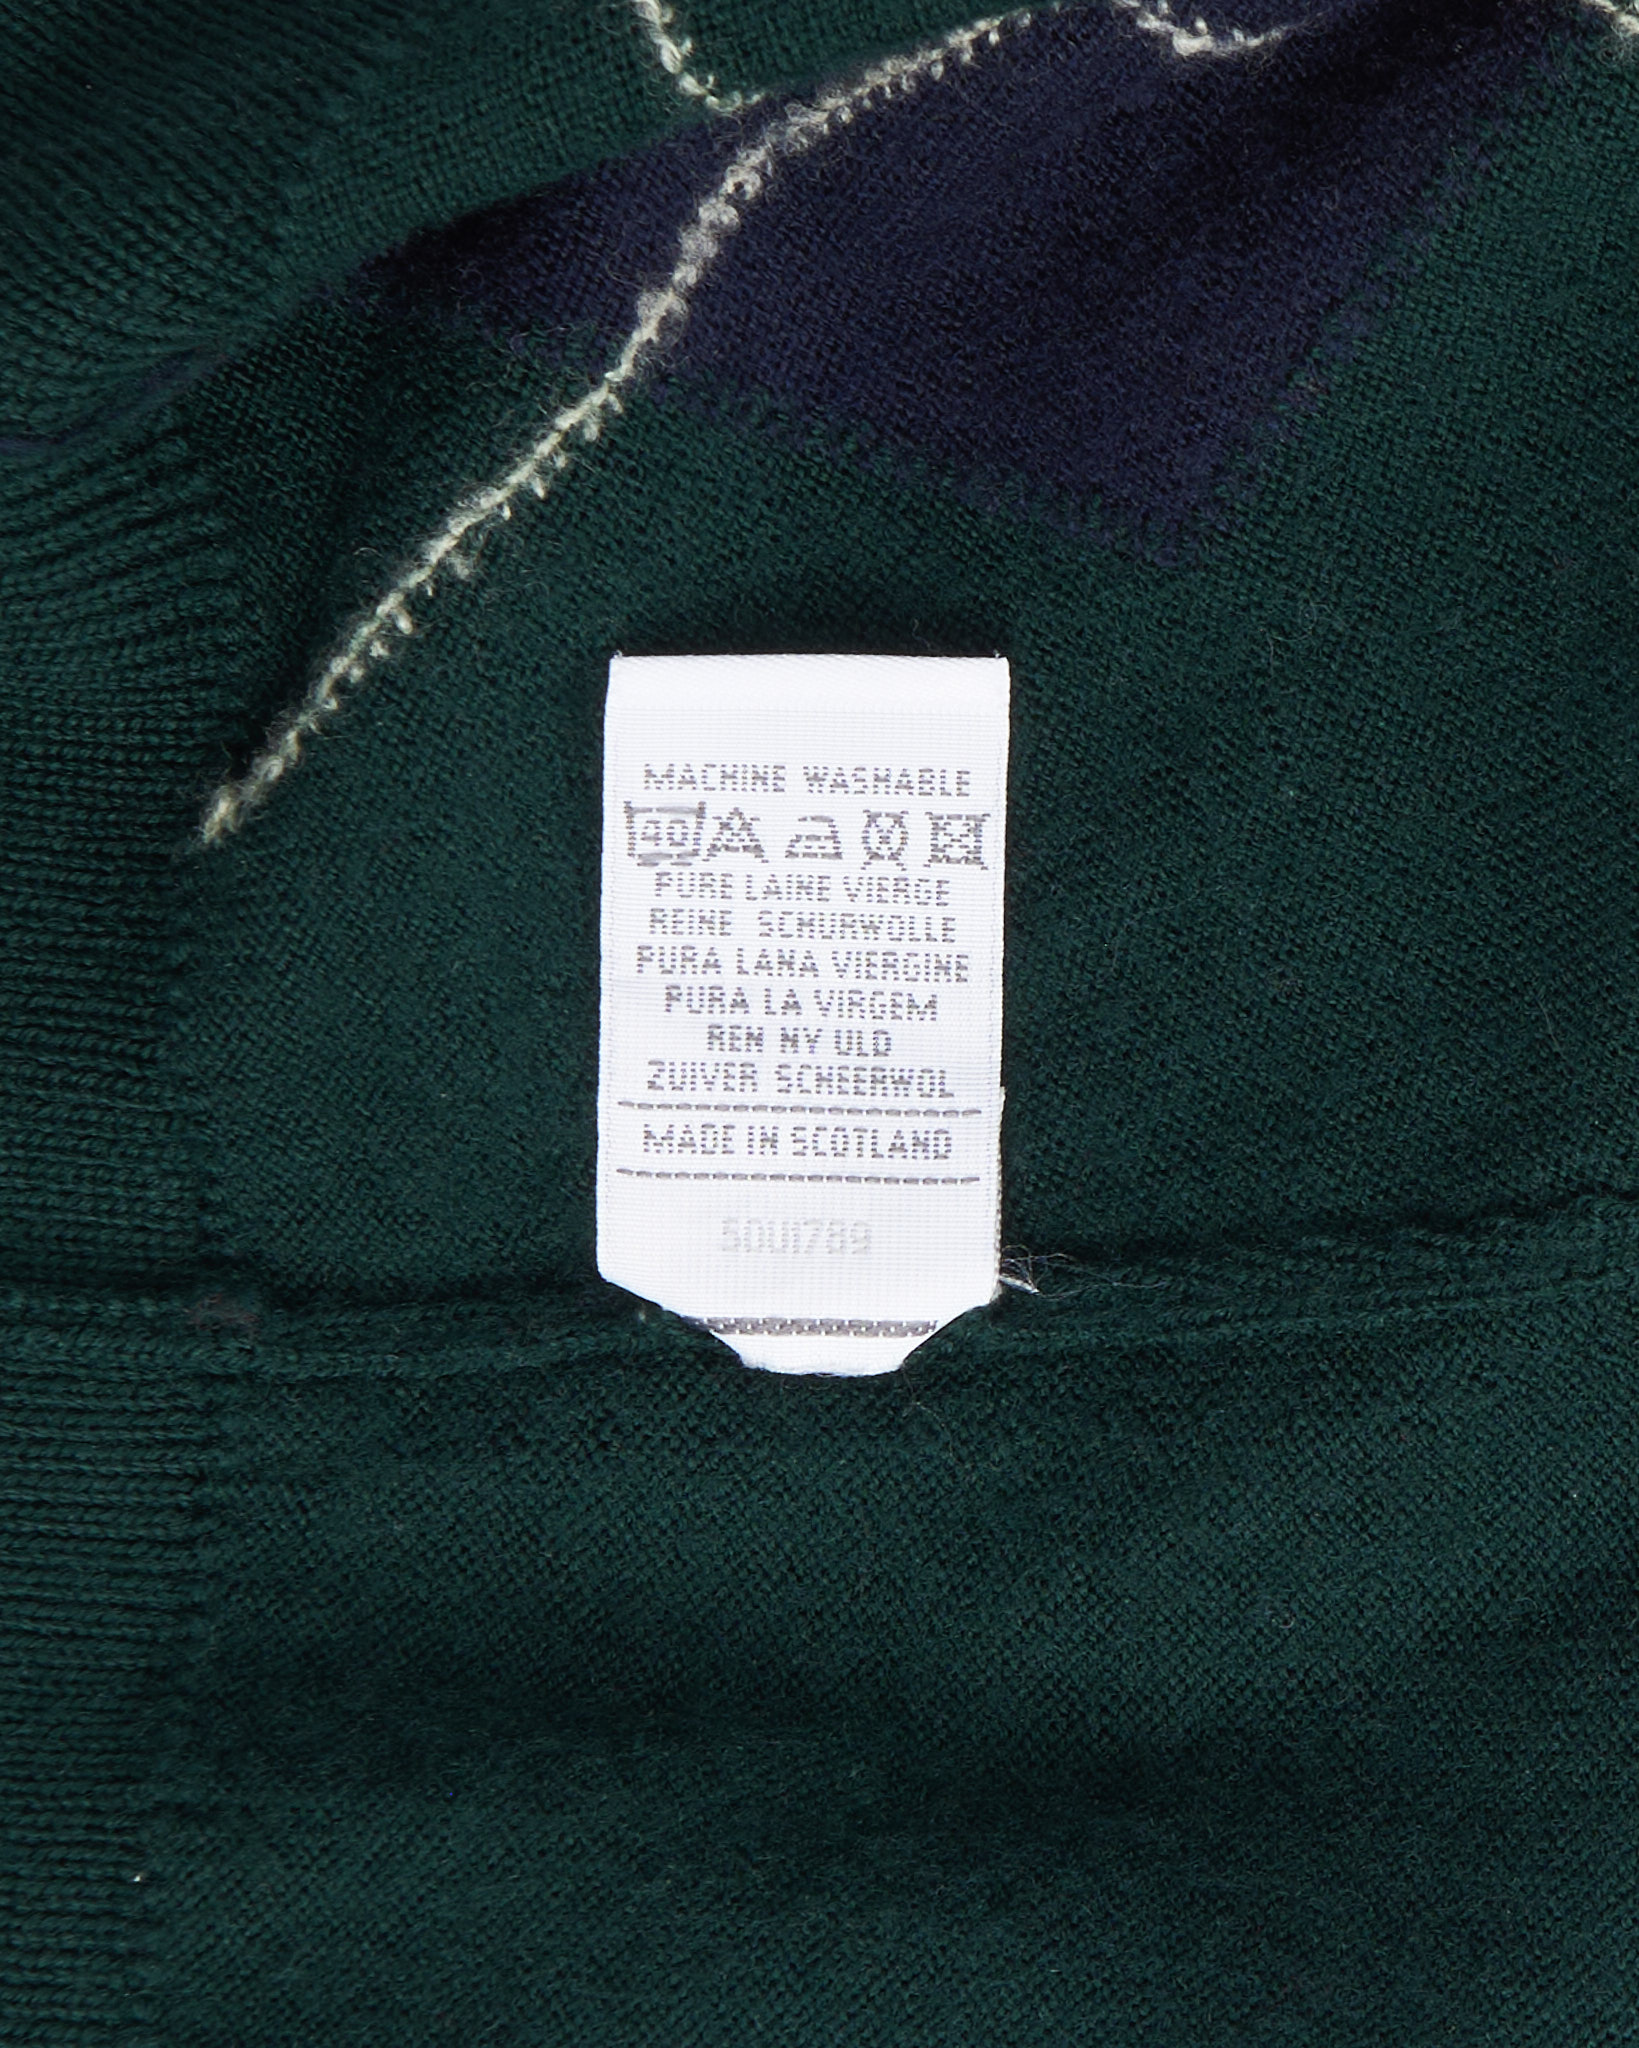 MACHINE WASHABLE
40
PURE LAINE VIERGE
REINE SCHURWOLLE
PURA LANA VIERGINE
PURA LA VIRGEM
REN NY ULD
ZUIVER SCHEERWOL
MADE IN SCOTLAND